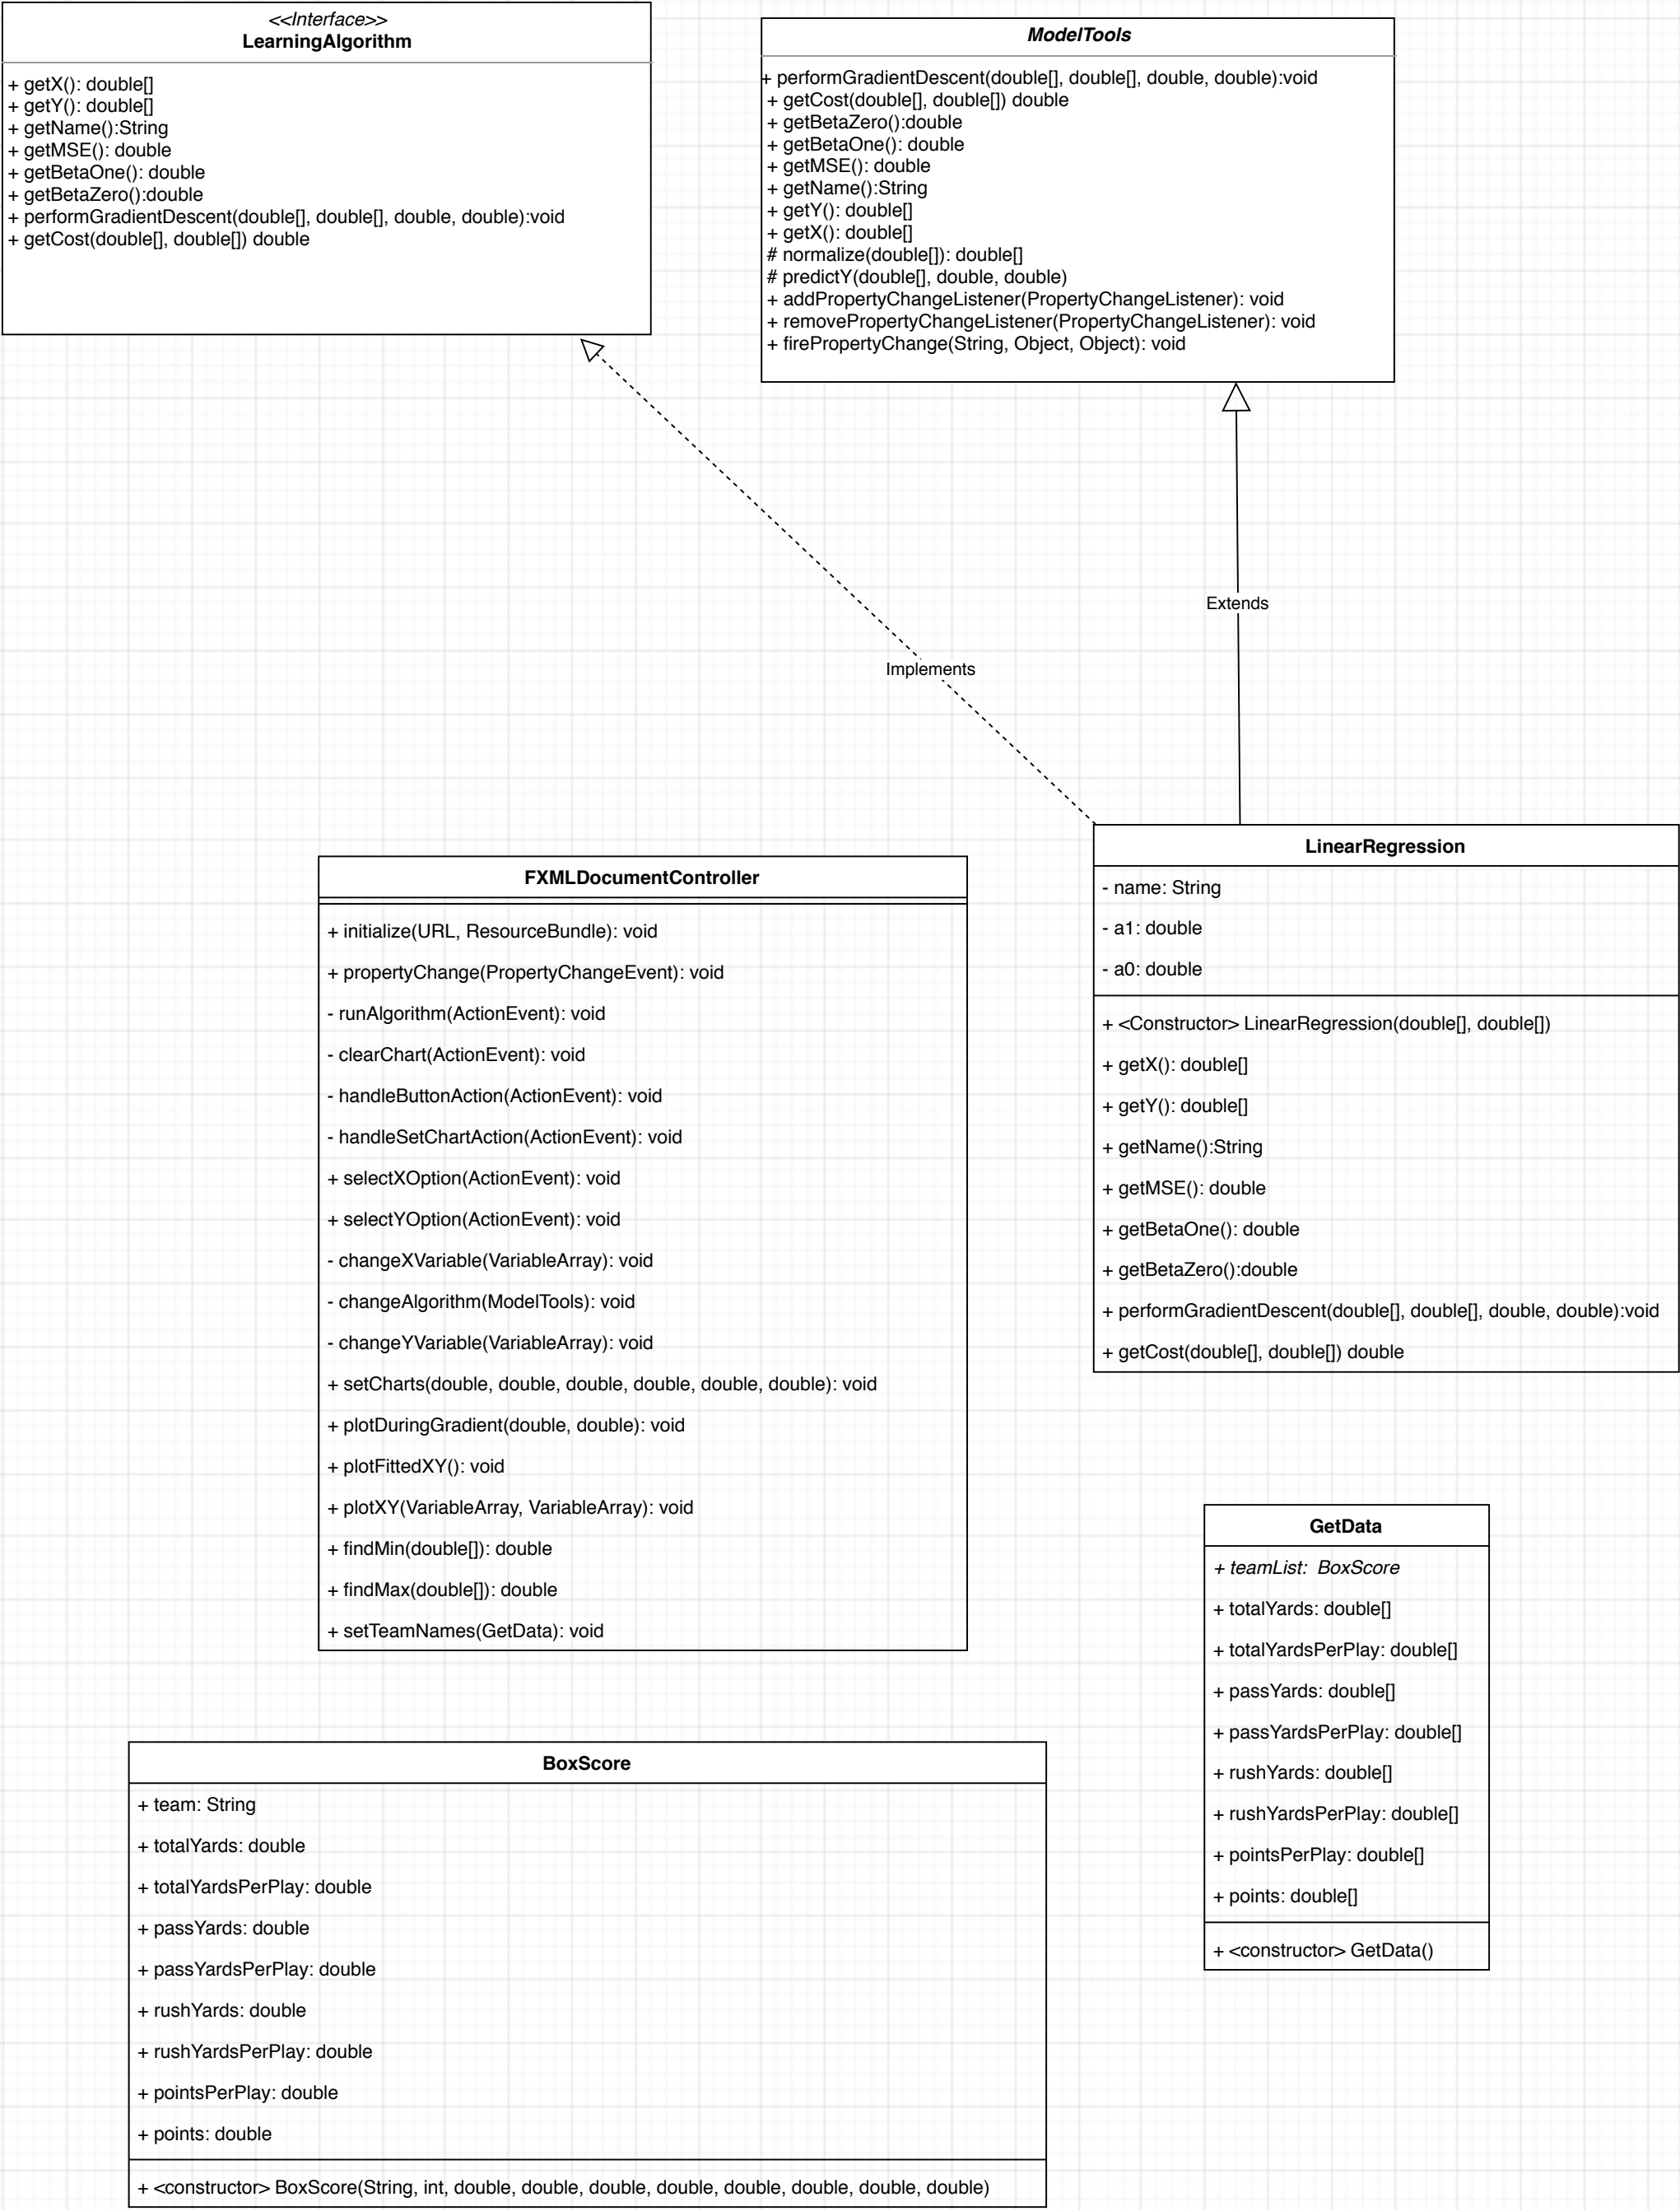 <<Interface>>
LearningAlgorithm
+ getX(): double[]
+ getY(): double[]
+ getName():String
+ getMSE(): double
+ getBetaOne(): double
+ getBetaZero():double
+ performGradientDescent(double[], double[], double, double):void
+ getCost(double[], double[]) double
ModelTools
+ performGradientDescent(double[], double[], double, double):void
+ getCost(double[], double[]) double
+ getBetaZero():double
+ getBetaOne(): double
+ getMSE(): double
+ getName():String
+ getY(): double[]
+ getX(): double[]
# normalize(double[]): double[]
# predictY(double[], double, double)
+ addPropertyChangeListener(PropertyChangeListener): void
+ removePropertyChangeListener(PropertyChangeListener): void
+ firePropertyChange(String, Object, Object): void
Extends
Implements
LinearRegression
- name: String
- a1: double
- a0: double
+ <Constructor> LinearRegression(double[], double[])
+ getX(): double[]
+ getY(): double[]
+ getName():String
+ getMSE(): double
+ getBetaOne(): double
+ getBetaZero():double
+ performGradientDescent(double[], double[], double, double):void
+ getCost(double[], double[]) double
FXMLDocumentController
+ initialize(URL, ResourceBundle): void
+ propertyChange(PropertyChangeEvent): void
- runAlgorithm(ActionEvent): void
- clearChart(ActionEvent): void
- handleButtonAction(ActionEvent): void
- handleSetChartAction(ActionEvent): void
+ selectXOption(ActionEvent): void
+ selectYOption(ActionEvent): void
- changeXVariable(VariableArray): void
- changeAlgorithm(ModelTools): void
- changeYVariable(VariableArray): void
+ setCharts(double, double, double, double, double, double): void
+ plotDuringGradient(double, double): void
+ plotFittedXY(): void
+ plotXY(VariableArray, VariableArray): void
+ findMin(double[]): double
+ findMax(double[]): double
+ setTeamNames(GetData): void
GetData
+ teamList:  BoxScore
+ totalYards: double[]
+ totalYardsPerPlay: double[]
+ passYards: double[]
+ passYardsPerPlay: double[]
+ rushYards: double[]
+ rushYardsPerPlay: double[]
+ pointsPerPlay: double[]
+ points: double[]
+ <constructor> GetData()
BoxScore
+ team: String
+ totalYards: double
+ totalYardsPerPlay: double
+ passYards: double
+ passYardsPerPlay: double
+ rushYards: double
+ rushYardsPerPlay: double
+ pointsPerPlay: double
+ points: double
+ <constructor> BoxScore(String, int, double, double, double, double, double, double, double, double)